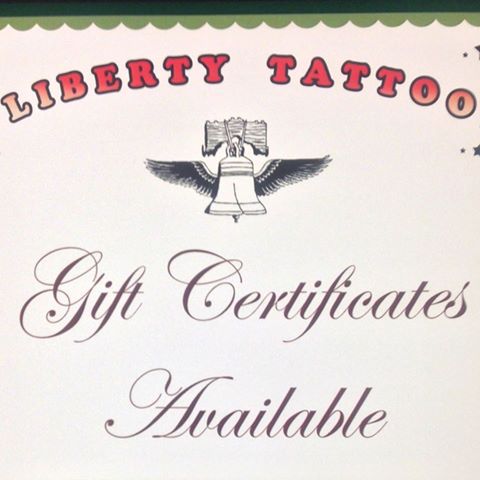 LIBERTY TATTOO
Gift Certificates
Available